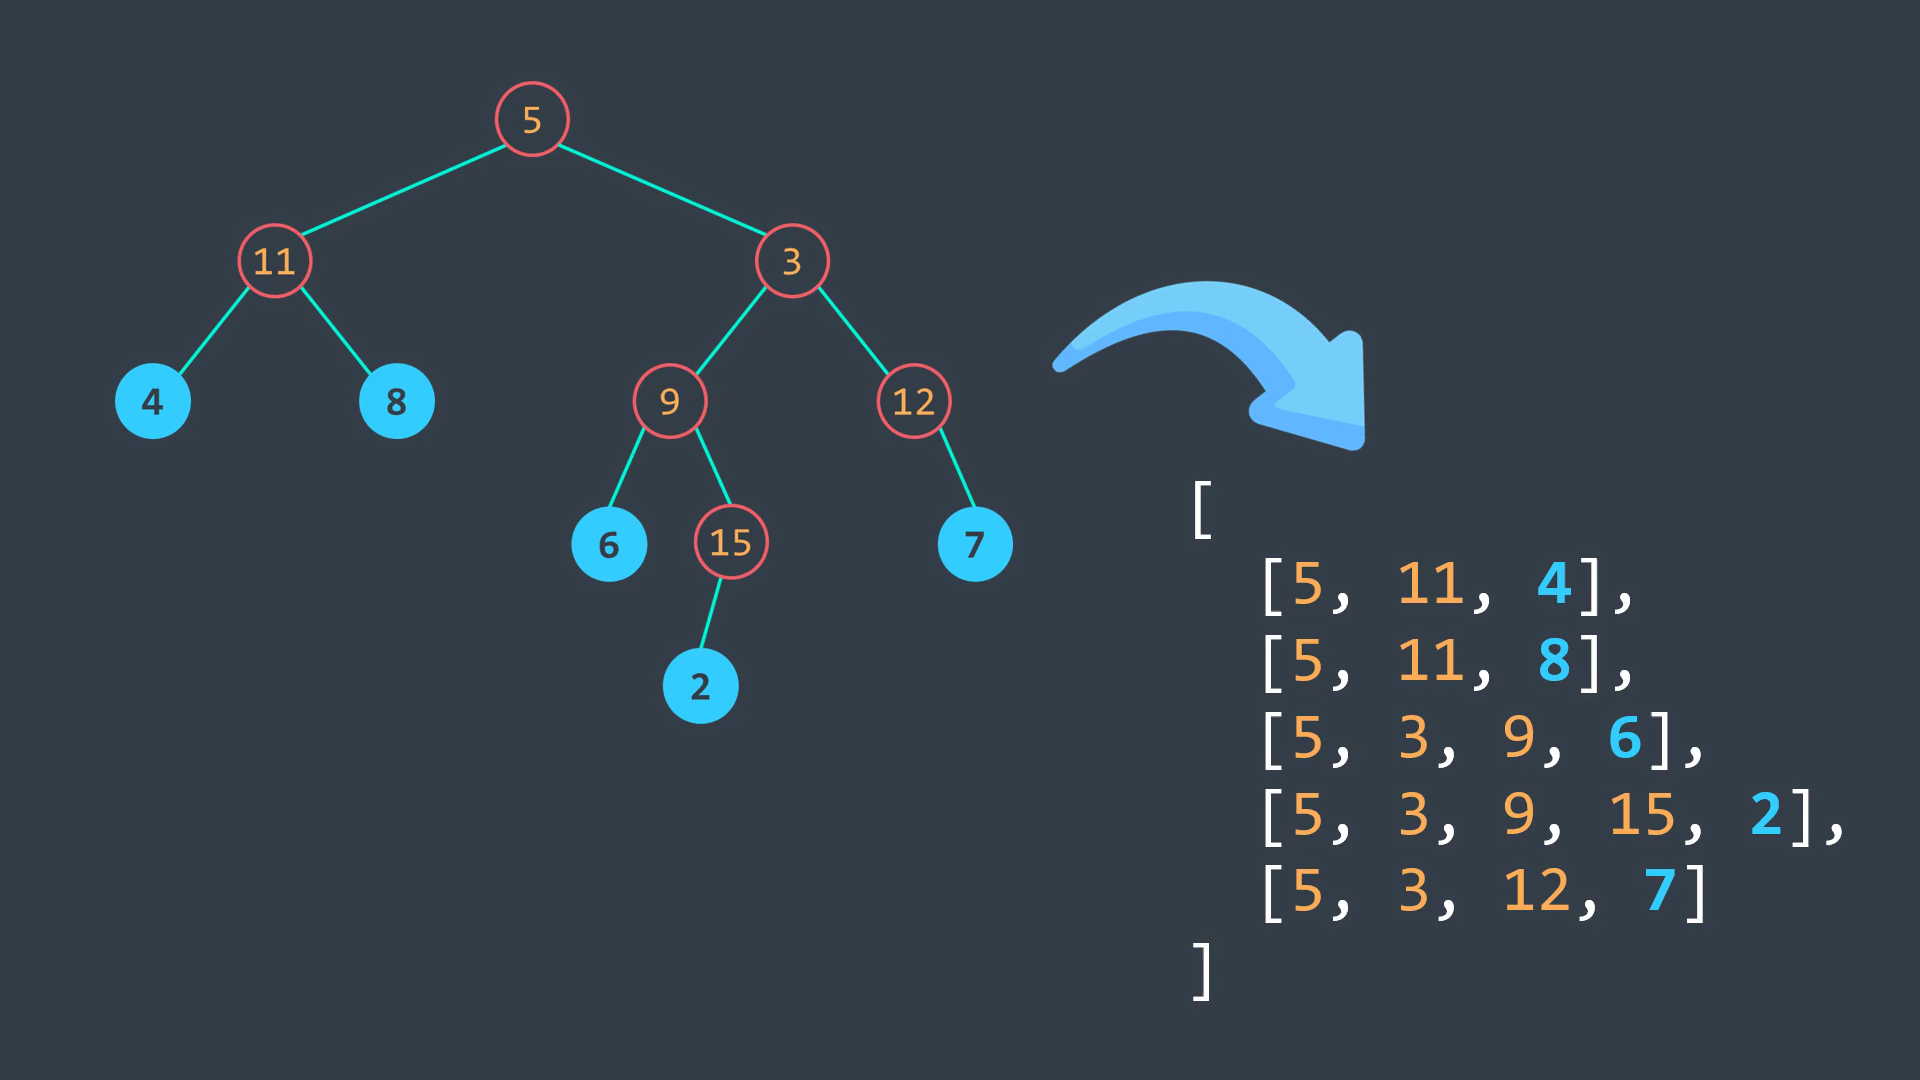 5
11 3
4 8 9 12
6 15 7
2
[
[5, 11, 4],
[5, 11, 8],
[5, 3, 9, 6],
[5, 3, 9, 15, 2],
[5, 3, 12, 7]
]